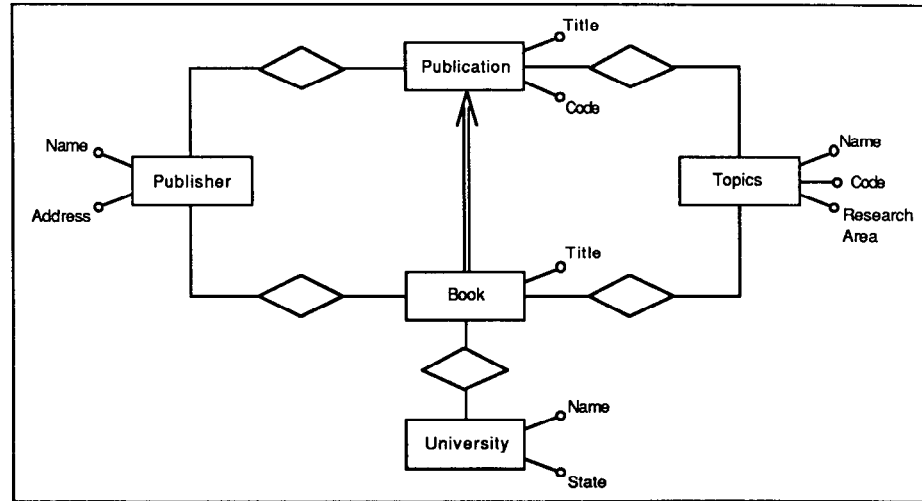 Title
Publication
Code
Name
Publisher
Address
Name
Topics
Code
Research
Area
Title
Book
Name
University
State